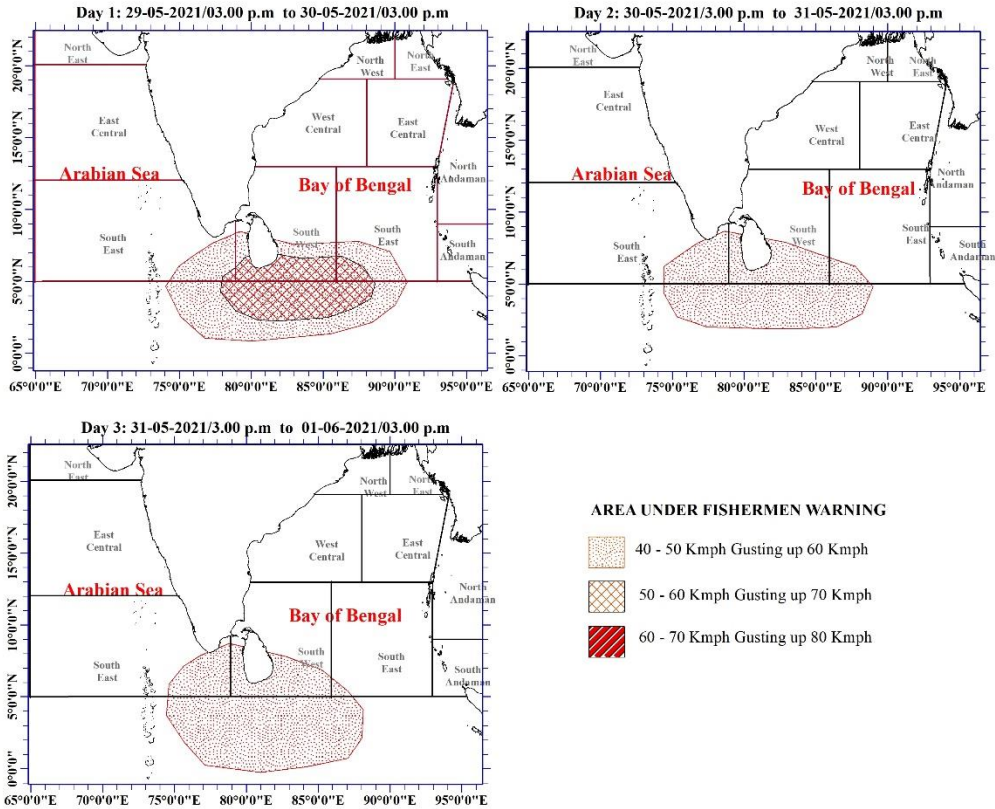 Day 1: 29-05-2021/03.00 p.m to 30-05-2021/03.00 p.m
North
East
20°0'0"N
15°0'0"N
10°0'0"N
5°0'0"N
0°0'0"
East
Central
Arabian Sea
South
East
North
West
North
East
West
Central
East
Central
Bay of Bengal
North
Andaman
South
West
South
East
South
Andaman
65°0'0"E 70°0'0"E 75°0'0"E 80°0'0"E 85°0'0"E 90°0'0"E 95°0'0"E
Day 2: 30-05-2021/3.00 p.m to 31-05-2021/03.00 p.m
20°0'0"N
15°0'0"N
10°0'0"N
5°0'0"N
0°0'0"
North
East
East
Central
Arabian Sea
South
East
North
West
North
East
West
Central
East
Central
Bay of Bengal
North
Andaman
South
West
South
East
South
Andaman
65°0'0"E 70°0'0"E 75°0'0"E 80°0'0"E 85°0'0"E 90°0'0"E 95°0'0"E
Day 3: 31-05-2021/3.00 p.m to 01-06-2021/03.00 p.m
20°0'0"N
15°0'0"N
10°0'0"N
5°0'0"N
0°0'0"
North
East
East
Central
Arabian Sea
South
East
North
West
North
East
West
Central
East
Central
Bay of Bengal
North
Andaman
South
West
South
East
South
Andaman
65°0'0"E 70°0'0"E 75°0'0"E 80°0'0"E 85°0'0"E 90°0'0"E 95°0'0"E
AREA UNDER FISHERMEN WARNING
40 - 50 Kmph Gusting up 60 Kmph
50 - 60 Kmph Gusting up 70 Kmph
60 - 70 Kmph Gusting up 80 Kmph